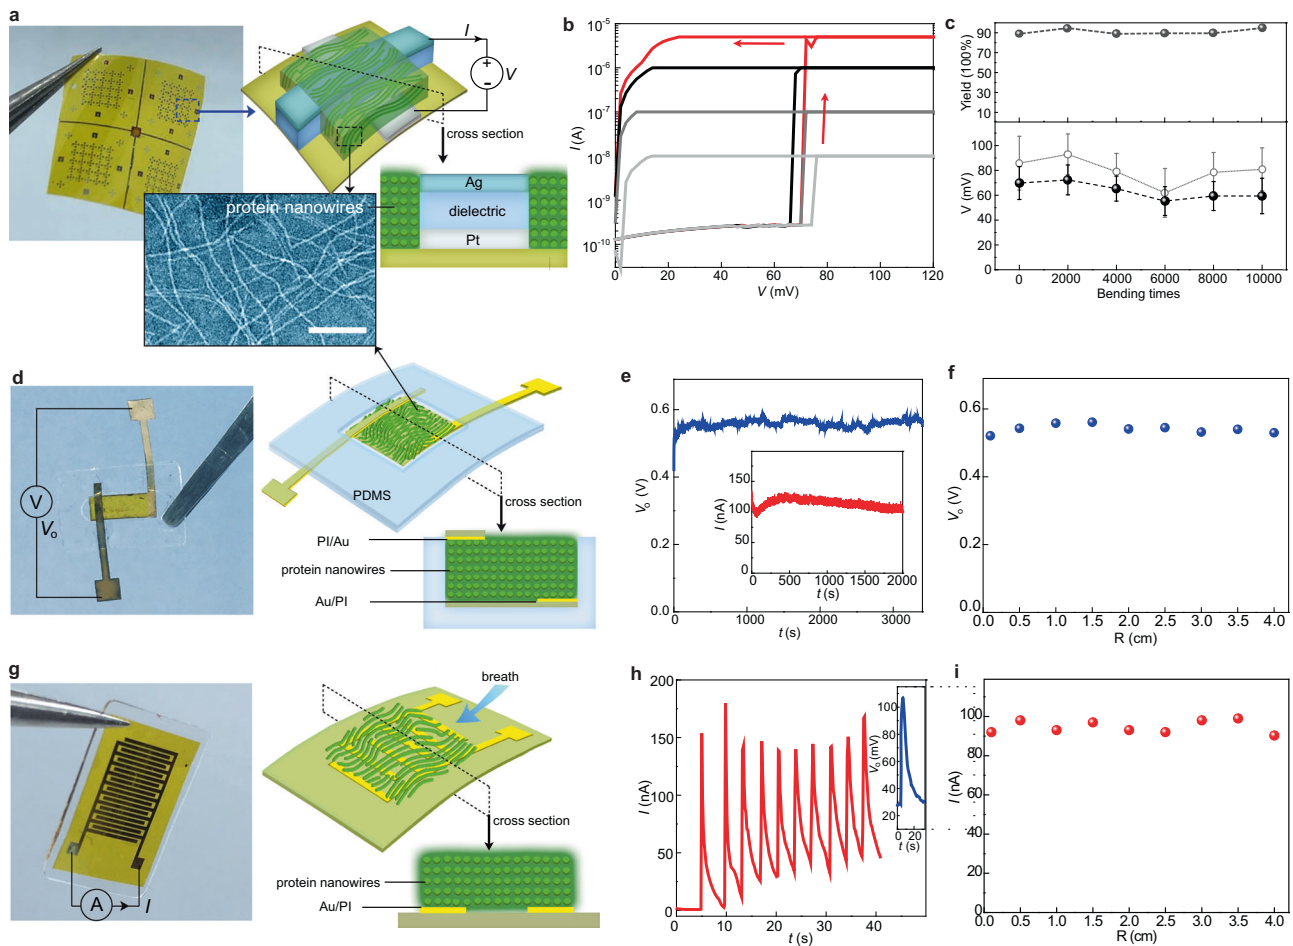 a
I
V
cross section
protein nanowires
Ag
dielectric
Pt
b
I (A)
10⁻⁵
10⁻⁶
10⁻⁷
10⁻⁸
10⁻⁹
10⁻¹⁰
0 20 40 60 80 100 120
V (mV)
c
Yield (100%)
90
70
50
30
10
V (mV)
100
80
60
40
20
0
0 2000 4000 6000 8000 10000
Bending times
d
V
Vₒ
PDMS
cross section
PI/Au
protein nanowires
Au/PI
e
Vₒ (V)
0.6
0.4
0.2
0.0
0 1000 2000 3000
t (s)
I (nA)
150
100
50
0
0 500 1000 1500 2000
t (s)
f
Vₒ (V)
0.6
0.4
0.2
0.0
0.0 0.5 1.0 1.5 2.0 2.5 3.0 3.5 4.0
R (cm)
g
A
I
breath
cross section
protein nanowires
Au/PI
h
I (nA)
200
150
100
50
0
0 10 20 30 40
t (s)
Vₒ (mV)
100
80
60
40
20
0 20
t (s)
i
I (nA)
100
80
60
40
20
0
0.0 0.5 1.0 1.5 2.0 2.5 3.0 3.5 4.0
R (cm)